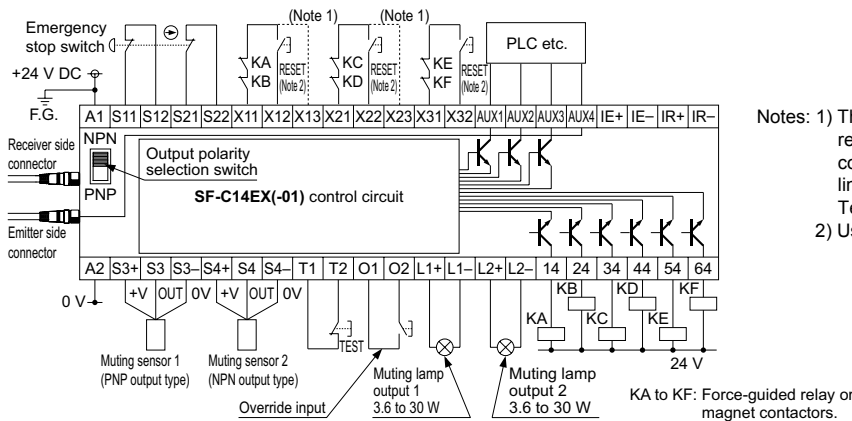 (Note 1) (Note 1)
Emergency
stop switch
PLC etc.
KA
KB
RESET
(Note 2)
KC
KD
RESET
(Note 2)
KE
KF
RESET
(Note 2)
+24 V DC
F.G.
A1 S11 S12 S21 S22 X11 X12 X13 X21 X22 X23 X31 X32 AUX1 AUX2 AUX3 AUX4 IE+ IE– IR+ IR–
Receiver side
connector
NPN
PNP
Output polarity
selection switch
SF-C14EX(-01) control circuit
Emitter side
connector
A2 S3+ S3 S3– S4+ S4 S4– T1 T2 O1 O2 L1+ L1– L2+ L2– 14 24 34 44 54 64
0 V
+V OUT 0V
+V OUT 0V
TEST
KA KB KC KD KE KF
24 V
Muting sensor 1
(PNP output type)
Muting sensor 2
(NPN output type)
Override input
Muting lamp
output 1
3.6 to 30 W
Muting lamp
output 2
3.6 to 30 W
KA to KF: Force-guided relay or
magnet contactors.
Notes: 1)
2)